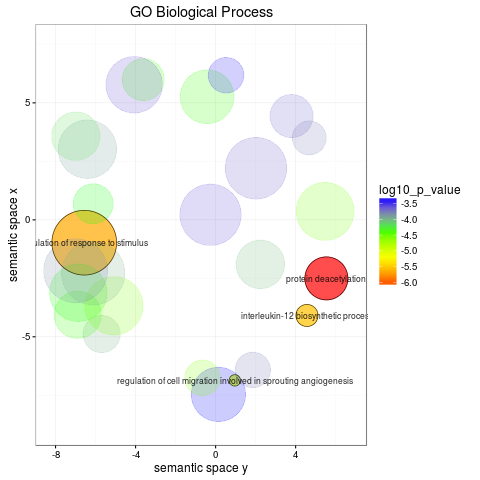 GO Biological Process
5
0
-5
-8
-4
0
4
semantic space x
semantic space y
ulation of response to stimulus
protein deacetylation
interleukin-12 biosynthetic proces
regulation of cell migration involved in sprouting angiogenesis
log10_p_value
-3.5
-4.0
-4.5
-5.0
-5.5
-6.0